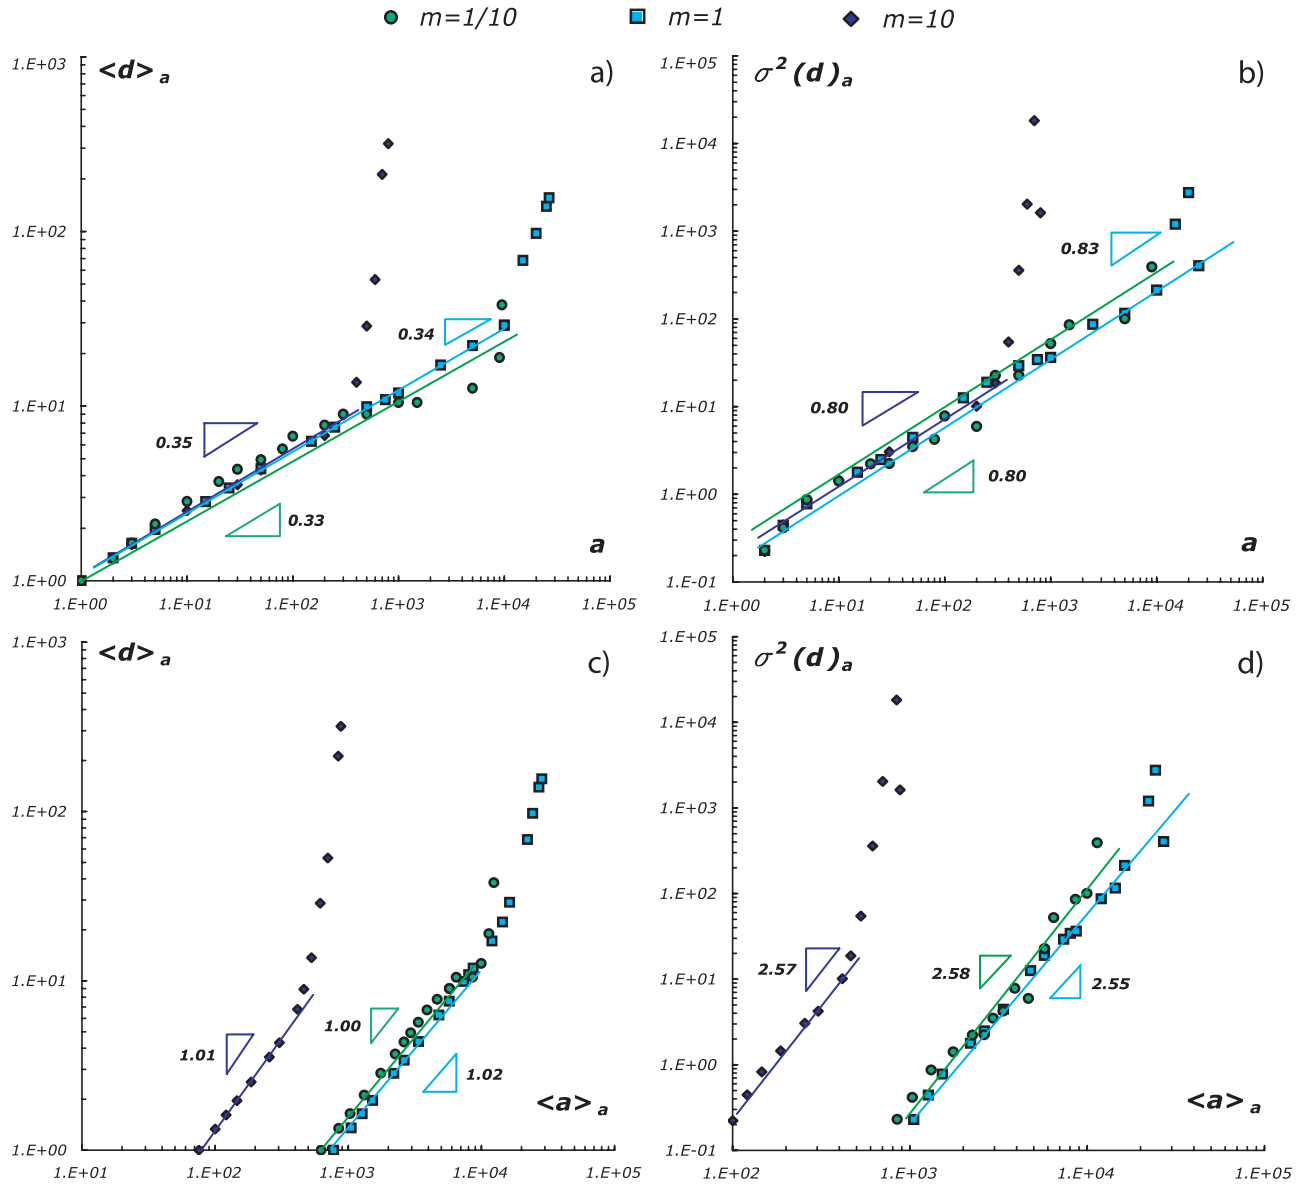 m=1/10 m=1 m=10
<d>a a)
1.E+03
1.E+02
1.E+01
1.E+00
0.34
0.35
0.33
a
1.E+00 1.E+01 1.E+02 1.E+03 1.E+04 1.E+05
σ²(d)a b)
1.E+05
1.E+04
1.E+03
1.E+02
1.E+01
1.E+00
1.E-01
0.83
0.80
0.80
a
1.E+00 1.E+01 1.E+02 1.E+03 1.E+04 1.E+05
<d>a c)
1.E+03
1.E+02
1.E+01
1.E+00
1.00
1.01
1.02
<a>a
1.E+01 1.E+02 1.E+03 1.E+04 1.E+05
σ²(d)a d)
1.E+05
1.E+04
1.E+03
1.E+02
1.E+01
1.E+00
1.E-01
2.57
2.58
2.55
<a>a
1.E+02 1.E+03 1.E+04 1.E+05